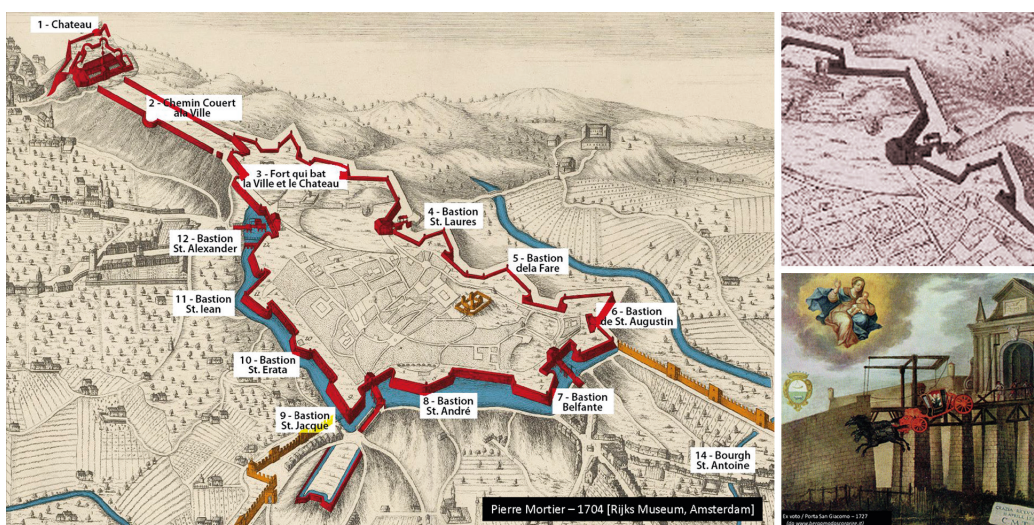 1 - Chateau
2 - Chemin Couert
ala Ville
3 - Fort qui bat
la Ville et le Chateau
4 - Bastion
St. Laures
5 - Bastion
dela Fare
6 - Bastion
de St. Augustin
7 - Bastion
Belfante
8 - Bastion
St. André
9 - Bastion
St. Jacque
10 - Bastion
St. Erata
11 - Bastion
St. Iean
12 - Bastion
St. Alexander
14 - Bourgh
St. Antoine
Pierre Mortier – 1704 [Rijks Museum, Amsterdam]
Ex voto / Porta San Giacomo – 1727